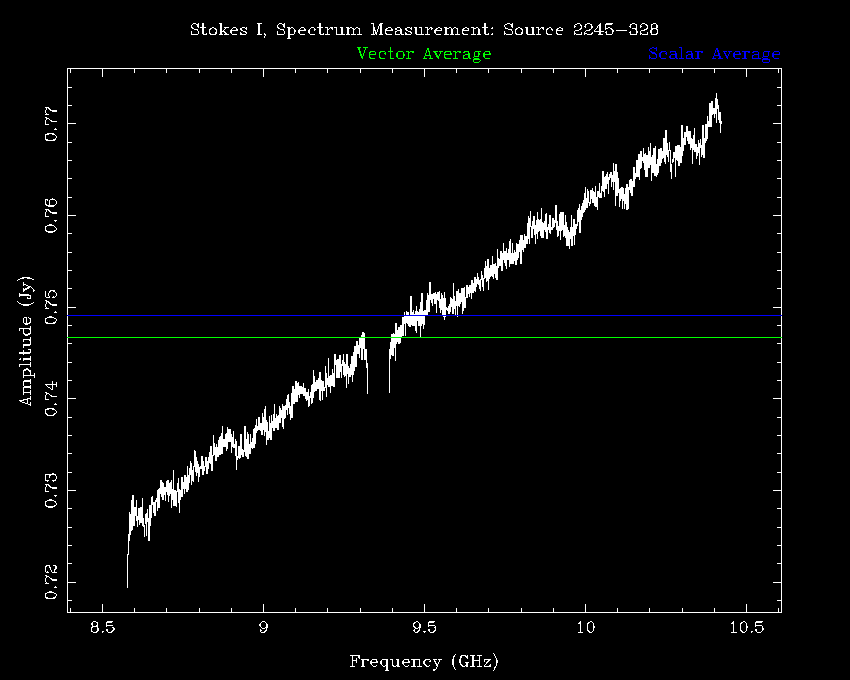 Stokes I, Spectrum Measurement: Source 2245−328
Vector Average Scalar Average
0.77
0.76
0.75
0.74
0.73
0.72
Amplitude (Jy)
8.5 9 9.5 10 10.5
Frequency (GHz)